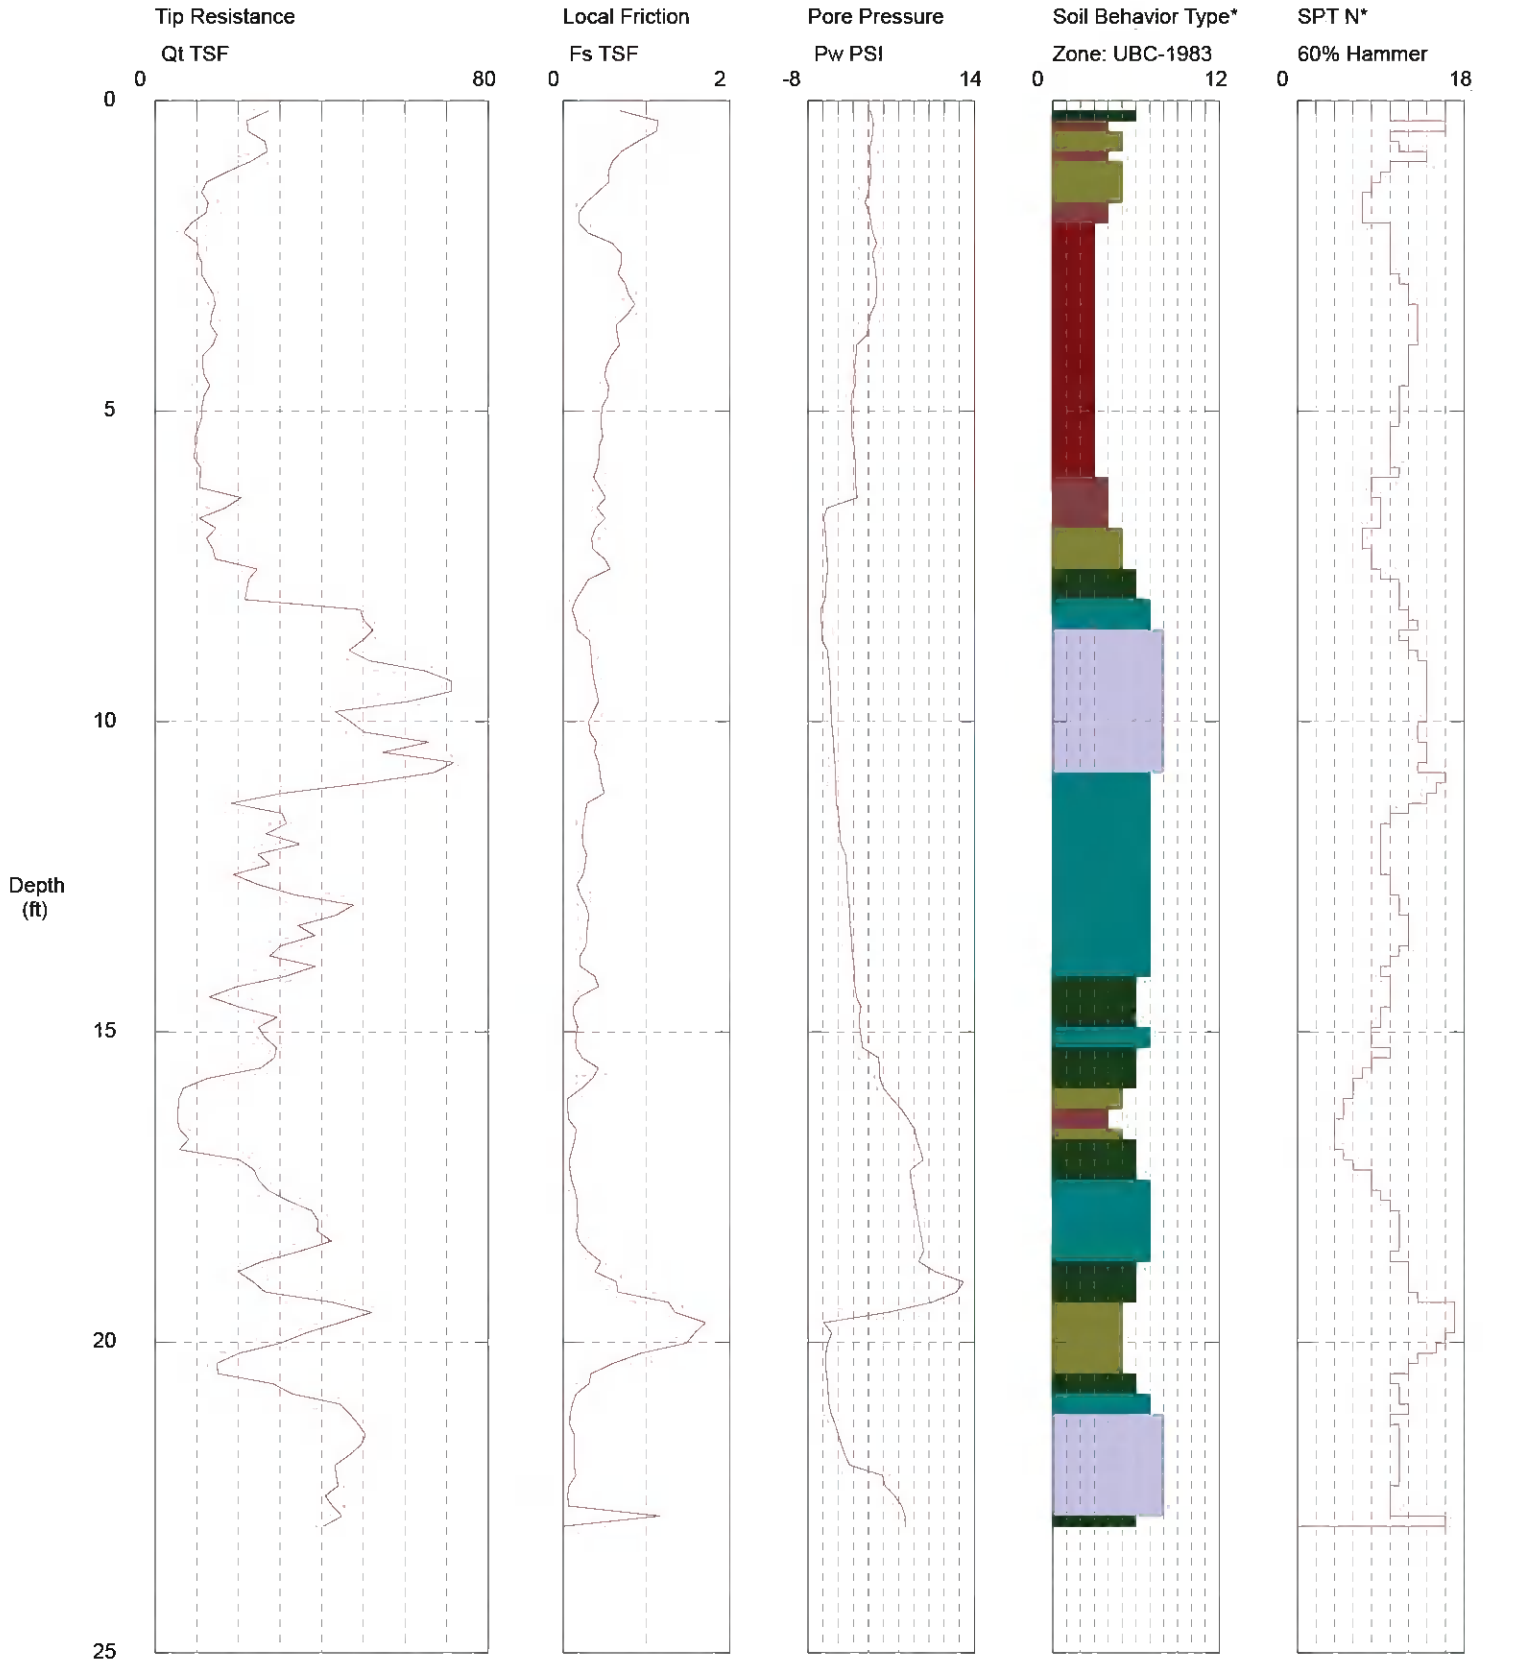 Tip Resistance Local Friction Pore Pressure Soil Behavior Type* SPT N*
Qt TSF Fs TSF Pw PSI Zone: UBC-1983 60% Hammer
0 80 0 2 -8 14 0 12 0 18
0
5
10
Depth
(ft)
15
20
25